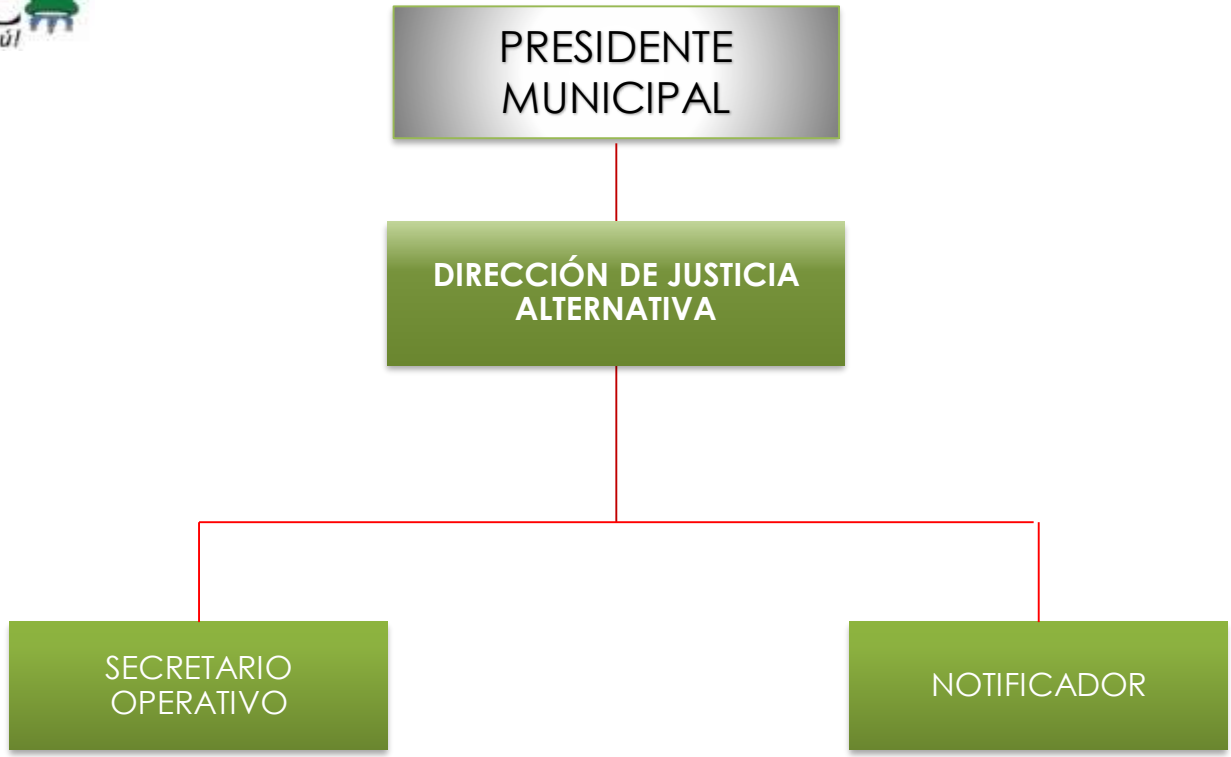 PRESIDENTE
MUNICIPAL
DIRECCIÓN DE JUSTICIA
ALTERNATIVA
SECRETARIO
OPERATIVO
NOTIFICADOR